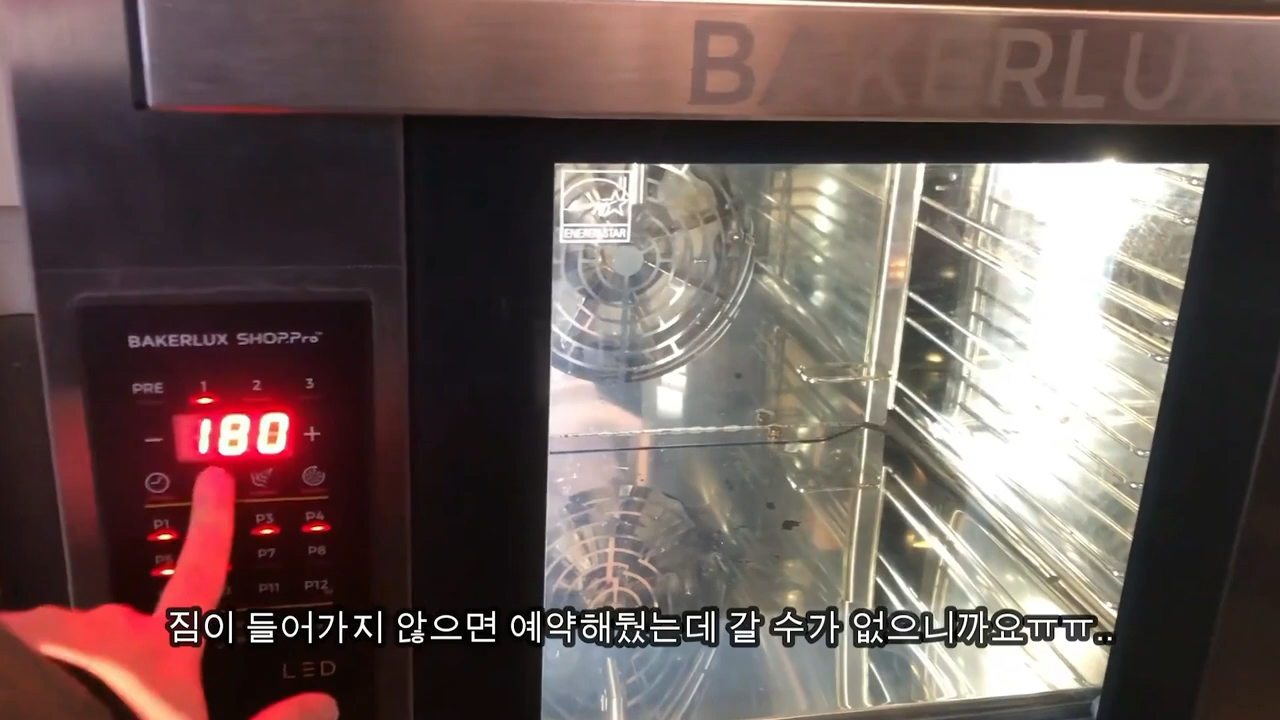 BAKERLUX
ENERGY STAR
BAKERLUX SHOP.Pro™
PRE 1 2 3
− 180 +
P1 P3 P4
P5 P7 P8
P11 P12
짐이 들어가지 않으면 예약해뒀는데 갈 수가 없으니까요ㅠㅠ..
LED